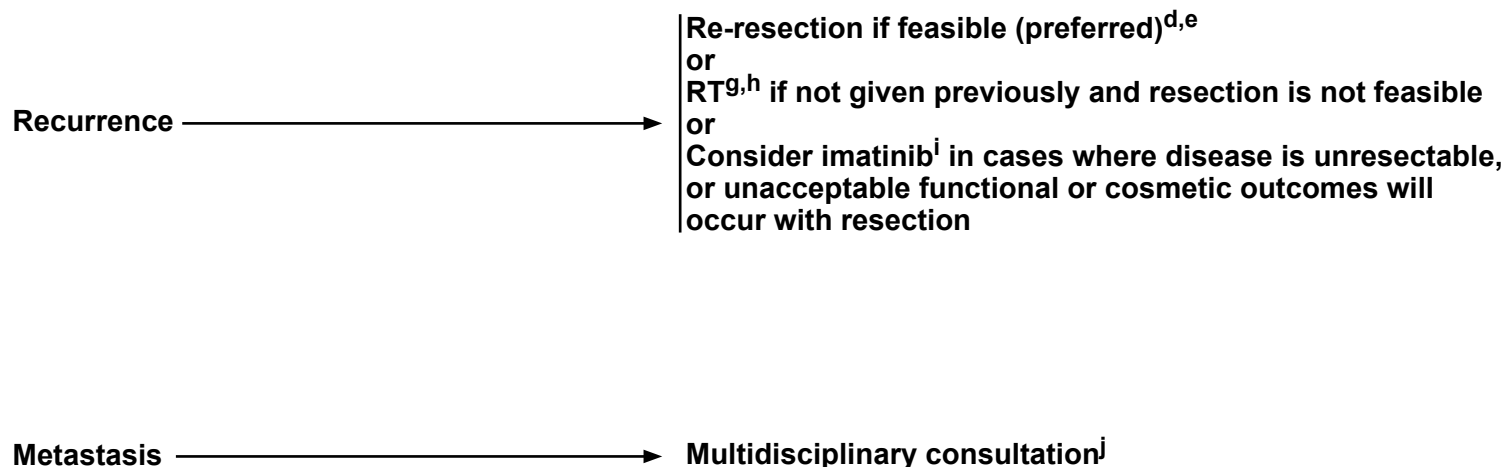 Recurrence
Re-resection if feasible (preferred)d,e
or
RTg,h if not given previously and resection is not feasible
or
Consider imatinibi in cases where disease is unresectable,
or unacceptable functional or cosmetic outcomes will
occur with resection
Metastasis
Multidisciplinary consultationj